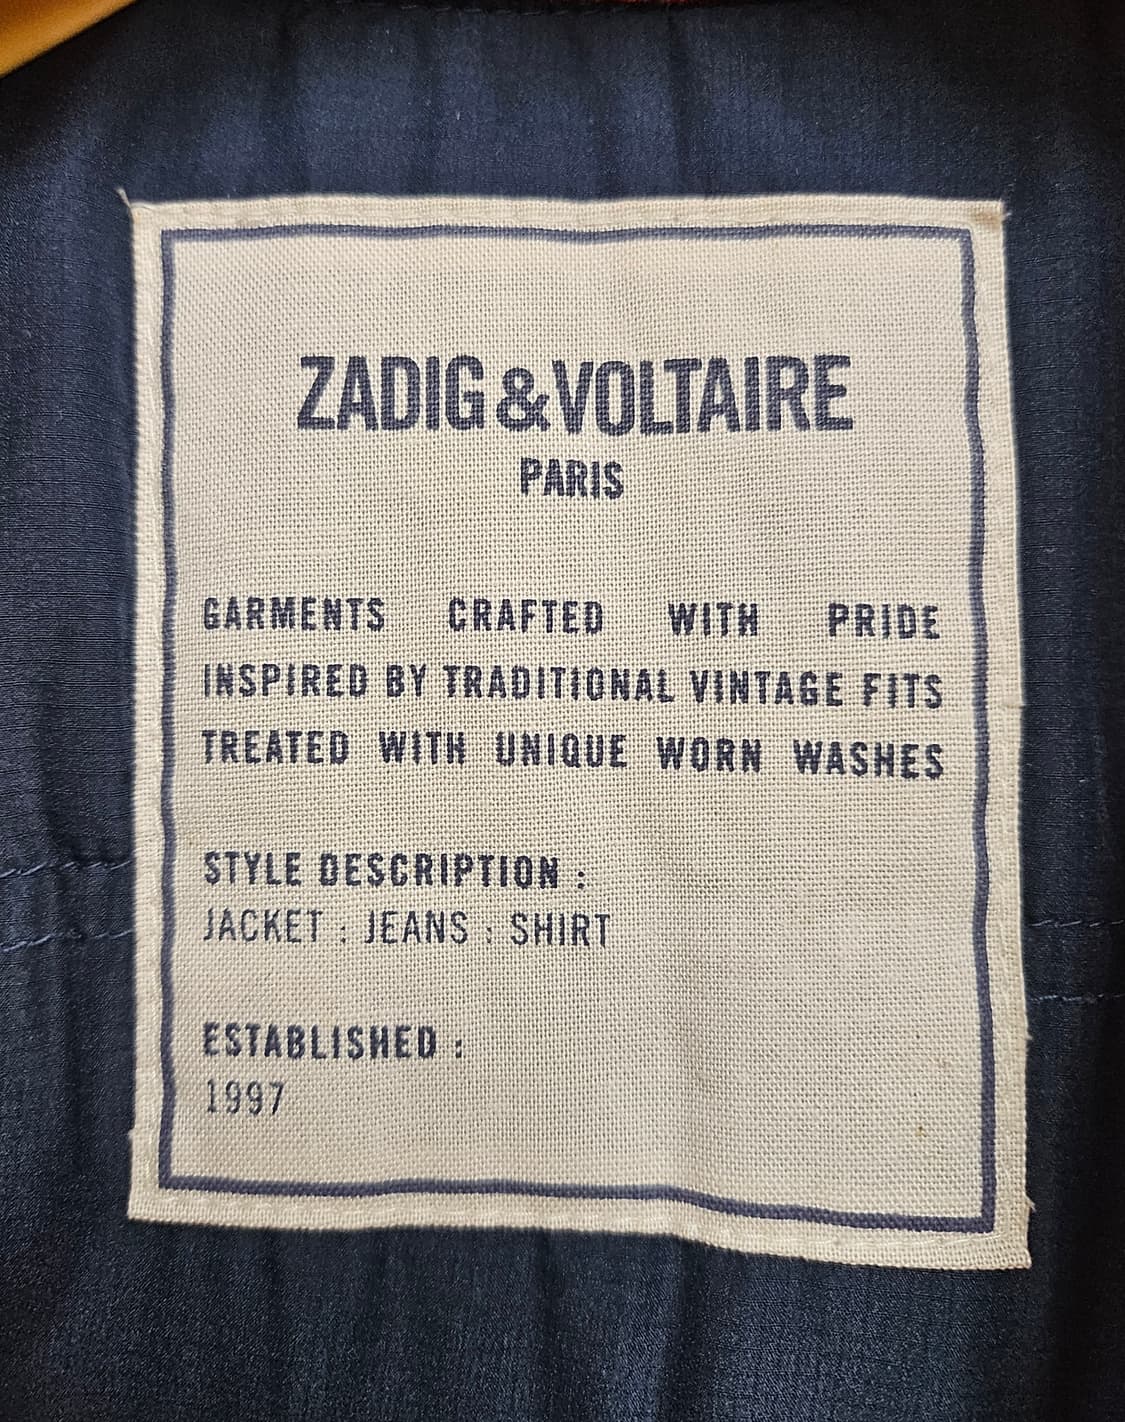 ZADIG&VOLTAIRE
PARIS
GARMENTS CRAFTED WITH PRIDE
INSPIRED BY TRADITIONAL VINTAGE FITS
TREATED WITH UNIQUE WORN WASHES
STYLE DESCRIPTION :
JACKET : JEANS : SHIRT
ESTABLISHED :
1997